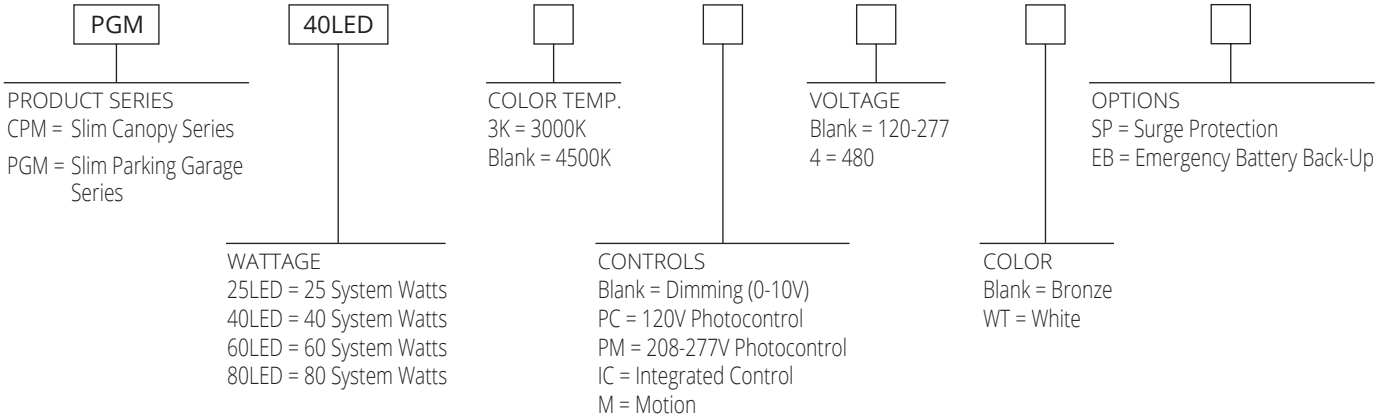 PGM
40LED
PRODUCT SERIES
CPM = Slim Canopy Series
PGM = Slim Parking Garage
Series
COLOR TEMP.
3K = 3000K
Blank = 4500K
VOLTAGE
Blank = 120-277
4 = 480
OPTIONS
SP = Surge Protection
EB = Emergency Battery Back-Up
WATTAGE
25LED = 25 System Watts
40LED = 40 System Watts
60LED = 60 System Watts
80LED = 80 System Watts
CONTROLS
Blank = Dimming (0-10V)
PC = 120V Photocontrol
PM = 208-277V Photocontrol
IC = Integrated Control
M = Motion
COLOR
Blank = Bronze
WT = White